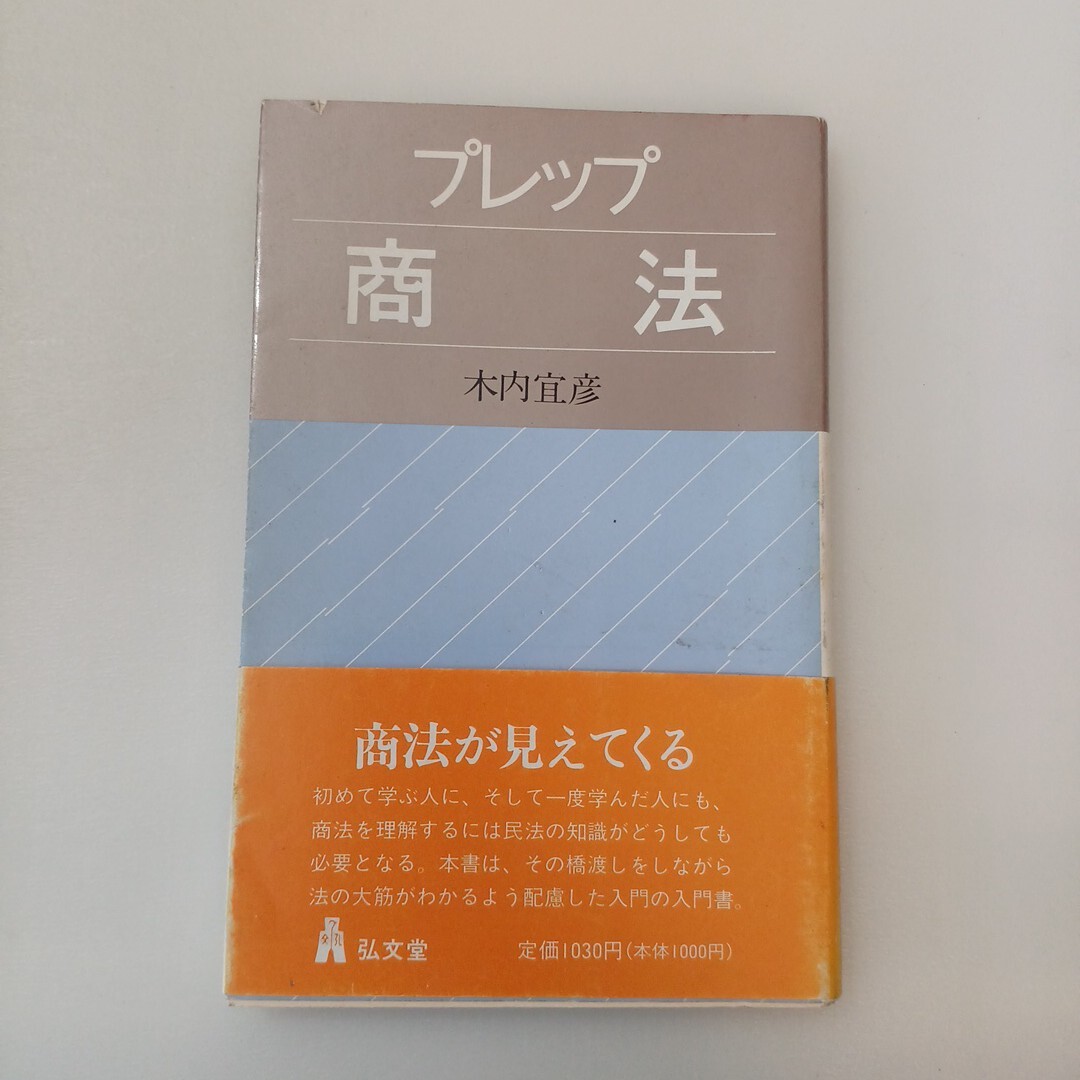 プレップ
商法
木内宜彦
商法が見えてくる
初めて学ぶ人に、そして一度学んだ人にも、
商法を理解するには民法の知識がどうしても
必要となる。本書は、その橋渡しをしながら
法の大筋がわかるよう配慮した入門の入門書。
弘文堂 定価1030円(本体1000円)